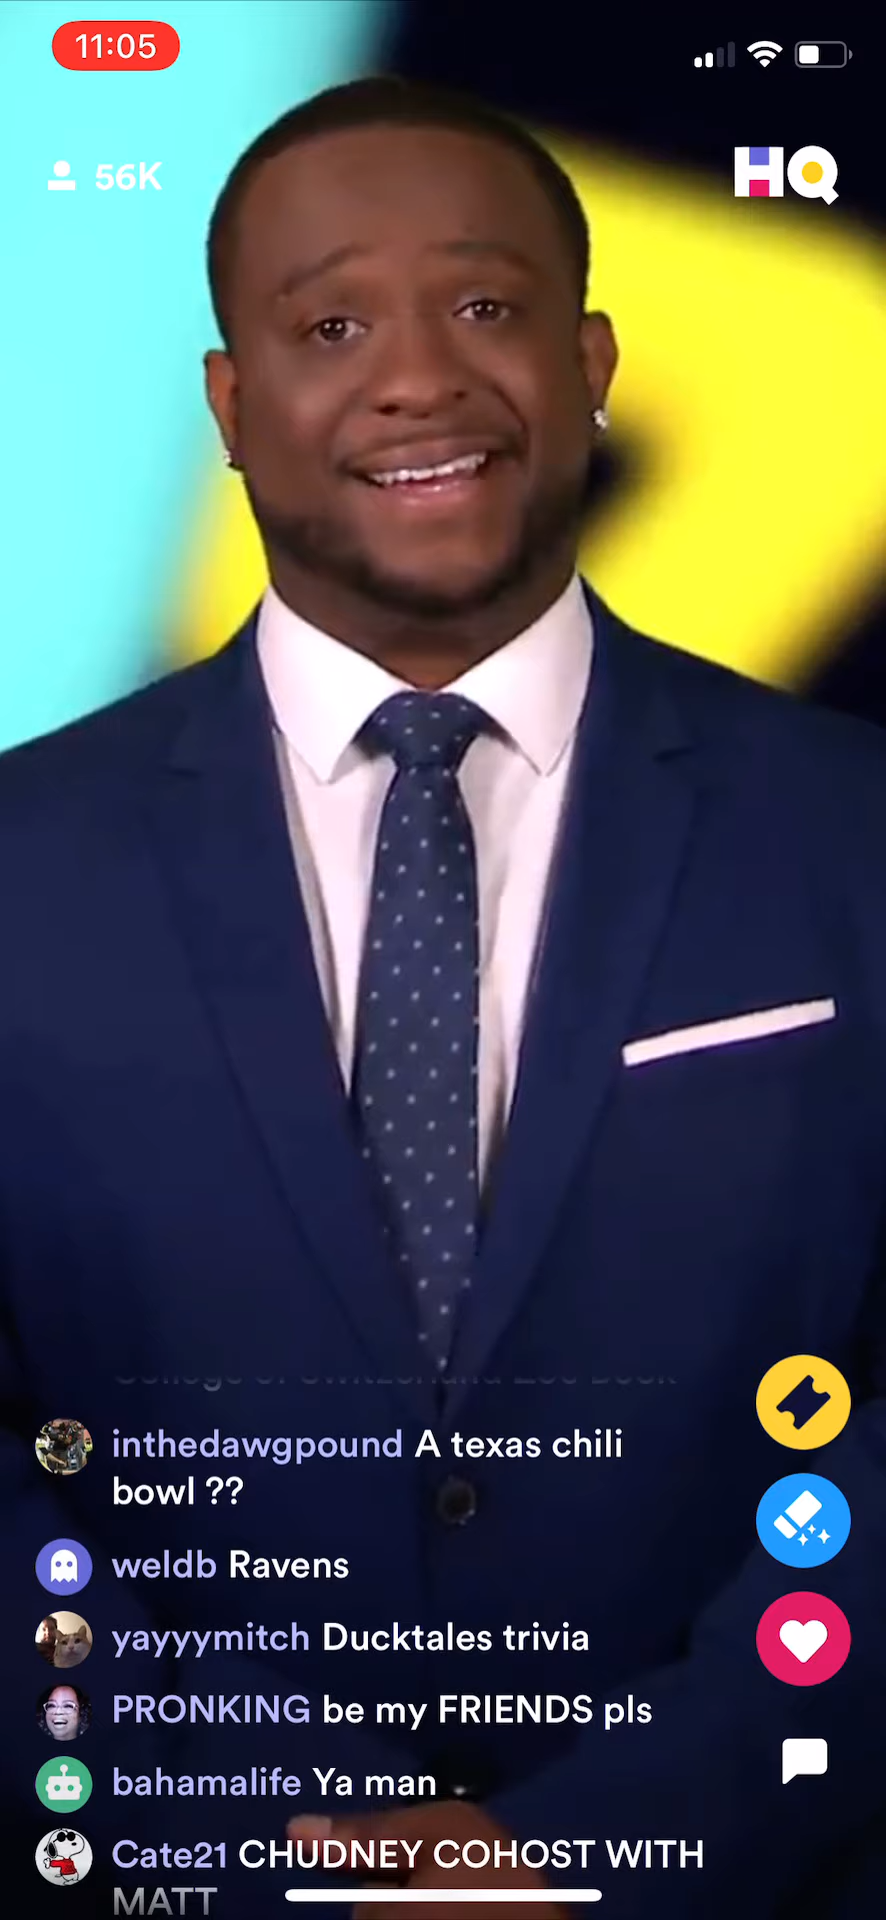 11:05
56K
HQ
inthedawgpound A texas chili
bowl ??
weldb Ravens
yayyymitch Ducktales trivia
PRONKING be my FRIENDS pls
bahamalife Ya man
Cate21 CHUDNEY COHOST WITH
MATT